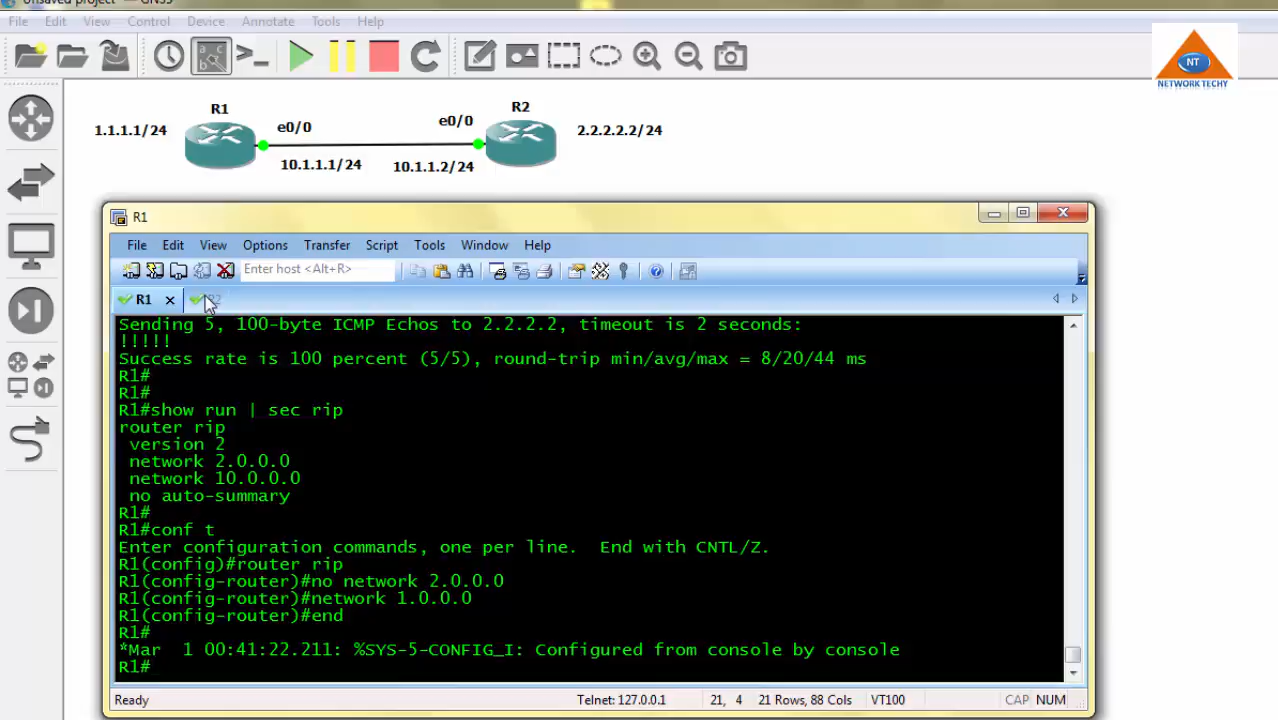 Unsaved project — GNS3
File Edit View Control Device Annotate Tools Help
NT
NETWORK TECHY
R1
R2
1.1.1.1/24
e0/0
e0/0
2.2.2.2.2/24
10.1.1.1/24
10.1.1.2/24
R1
File Edit View Options Transfer Script Tools Window Help
Enter host <Alt+R>
R1
R2
Sending 5, 100-byte ICMP Echos to 2.2.2.2, timeout is 2 seconds:
!!!!!
Success rate is 100 percent (5/5), round-trip min/avg/max = 8/20/44 ms
R1#
R1#
R1#show run | sec rip
router rip
version 2
network 2.0.0.0
network 10.0.0.0
no auto-summary
R1#
R1#conf t
Enter configuration commands, one per line. End with CNTL/Z.
R1(config)#router rip
R1(config-router)#no network 2.0.0.0
R1(config-router)#network 1.0.0.0
R1(config-router)#end
R1#
*Mar 1 00:41:22.211: %SYS-5-CONFIG_I: Configured from console by console
R1#
Ready Telnet: 127.0.0.1 21, 4 21 Rows, 88 Cols VT100 CAP NUM